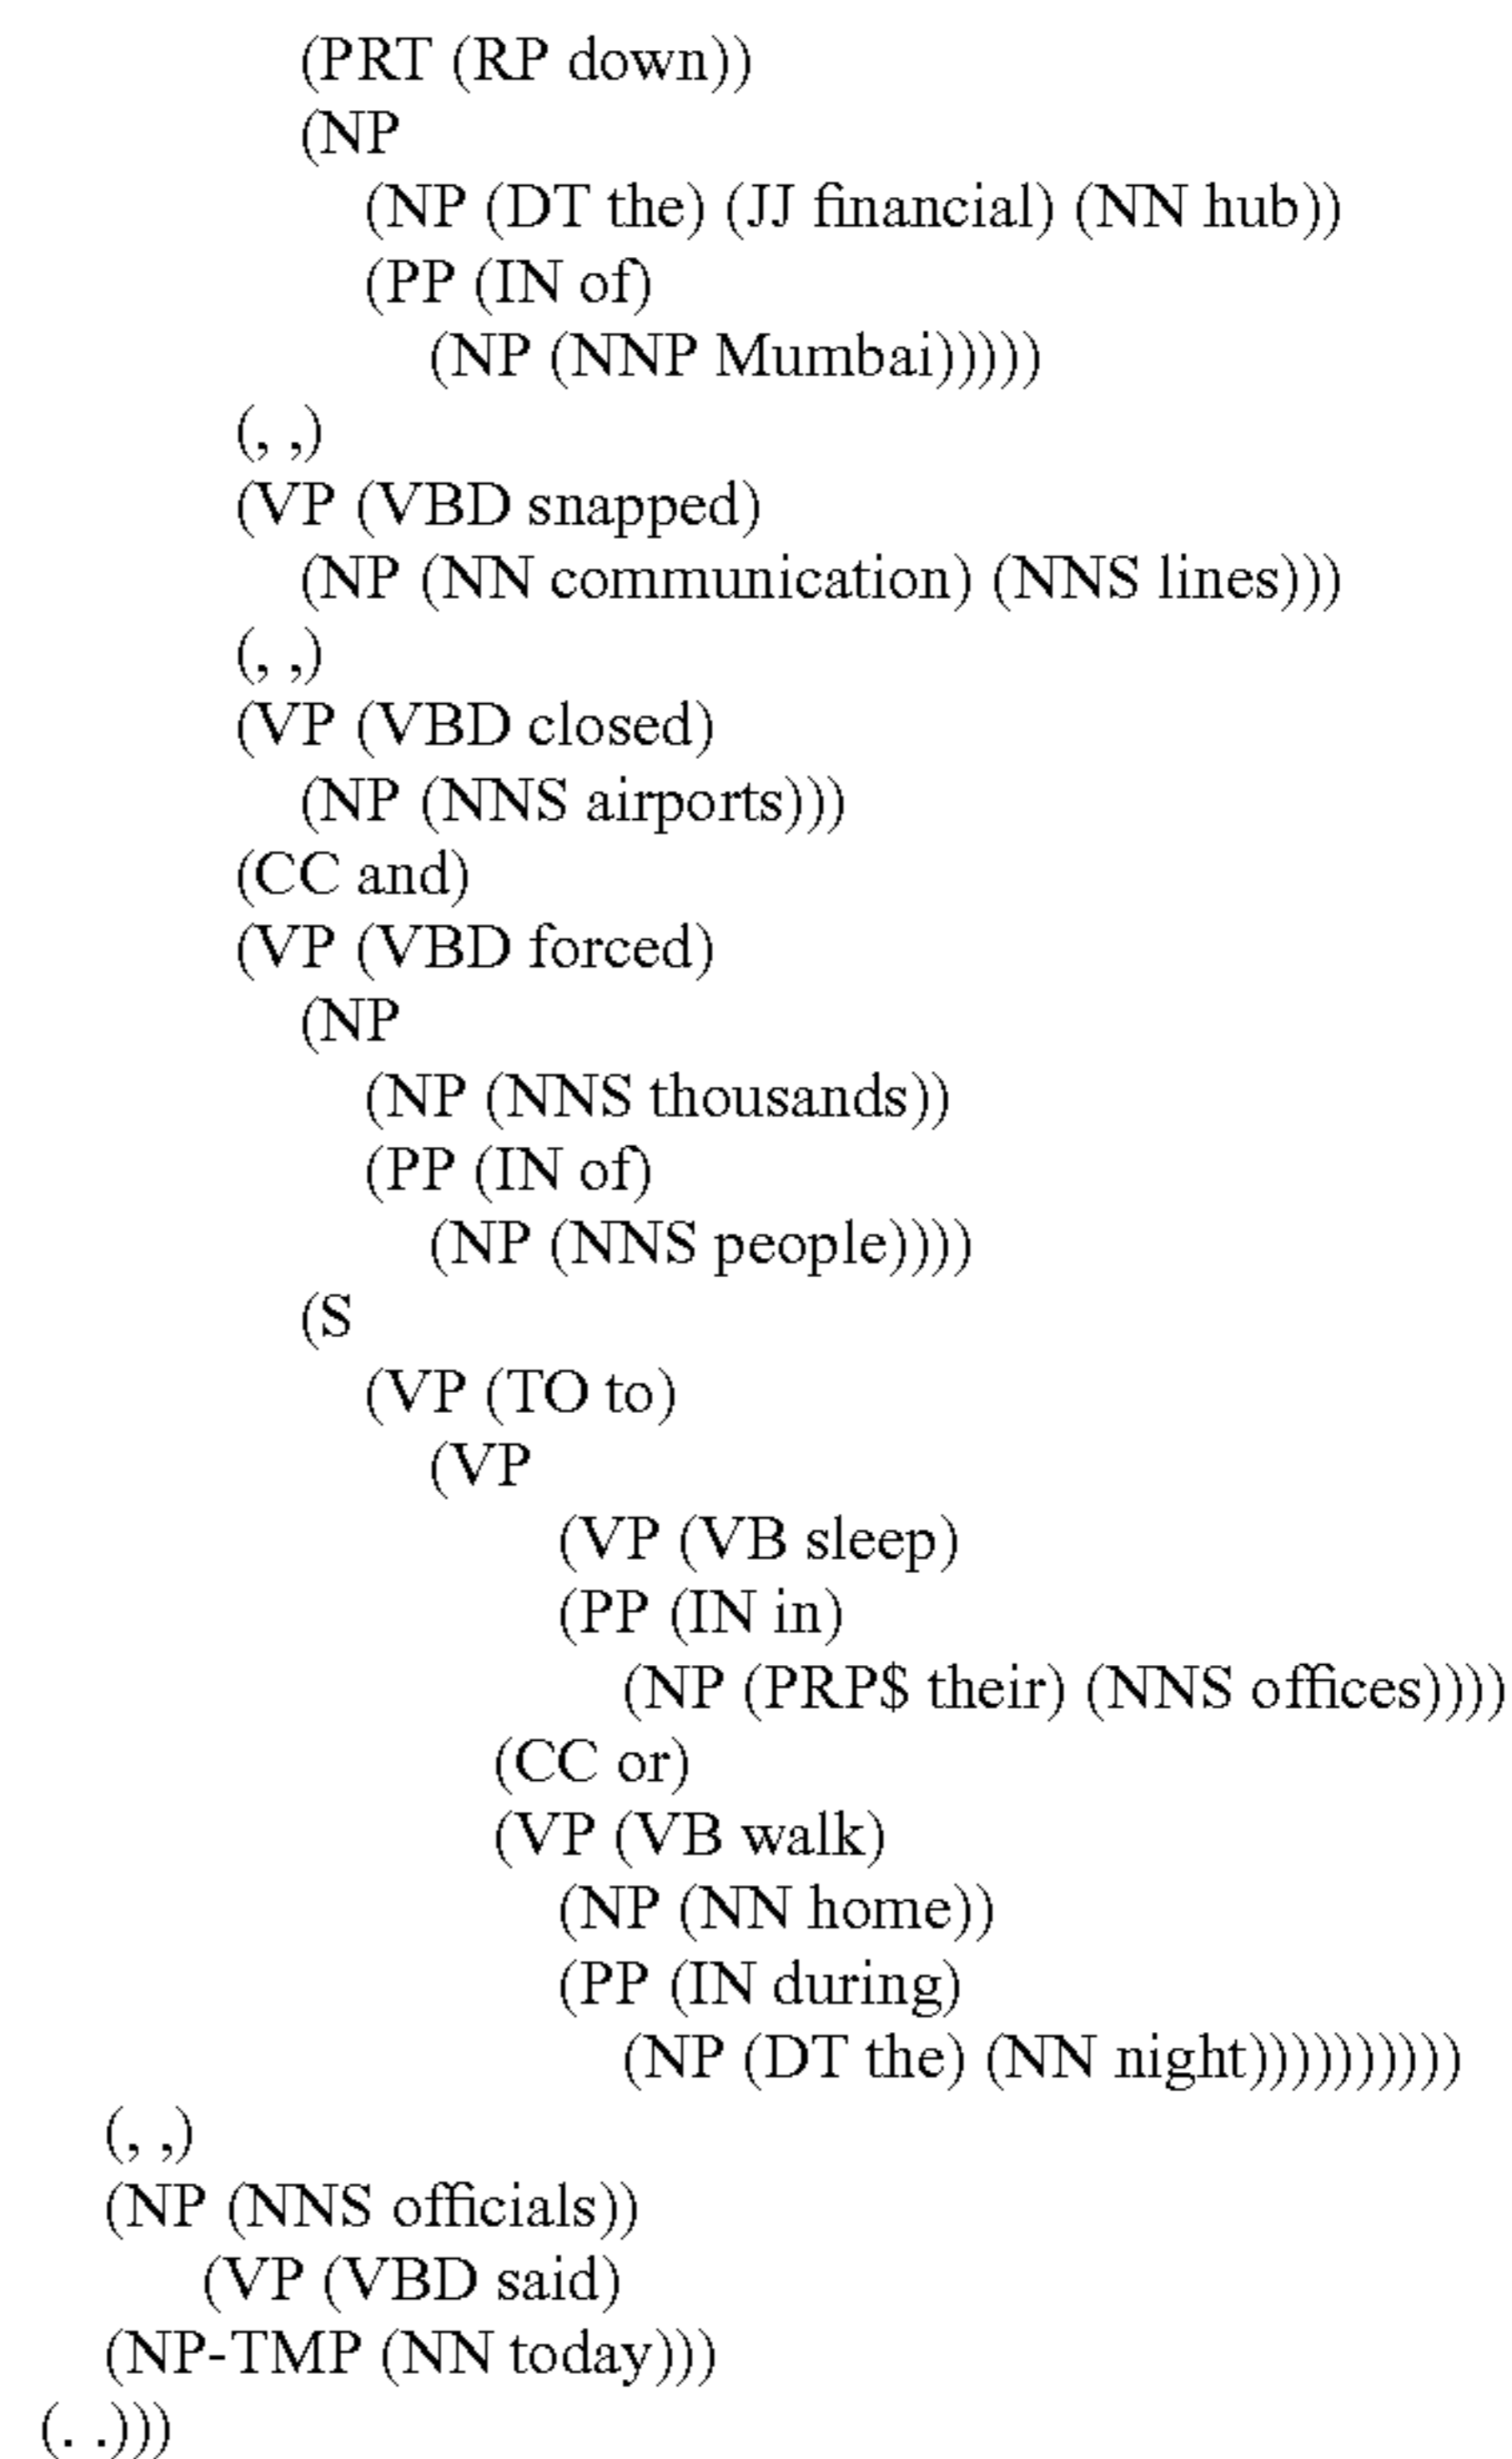 (PRT (RP down))
(NP
(NP (DT the) (JJ financial) (NN hub))
(PP (IN of)
(NP (NNP Mumbai)))))
(, ,)
(VP (VBD snapped)
(NP (NN communication) (NNS lines)))
(, ,)
(VP (VBD closed)
(NP (NNS airports)))
(CC and)
(VP (VBD forced)
(NP
(NP (NNS thousands))
(PP (IN of)
(NP (NNS people))))
(S
(VP (TO to)
(VP
(VP (VB sleep)
(PP (IN in)
(NP (PRP$ their) (NNS offices))))
(CC or)
(VP (VB walk)
(NP (NN home))
(PP (IN during)
(NP (DT the) (NN night))))))))))
(, ,)
(NP (NNS officials))
(VP (VBD said)
(NP-TMP (NN today)))
(. .)))